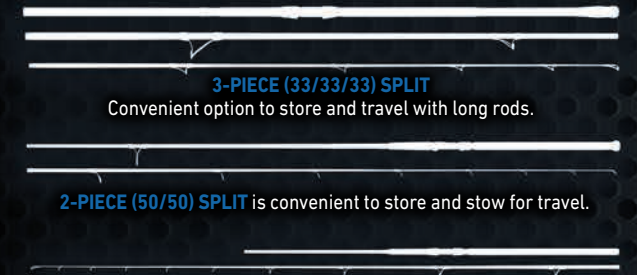 3-PIECE (33/33/33) SPLIT
Convenient option to store and travel with long rods.
2-PIECE (50/50) SPLIT is convenient to store and stow for travel.